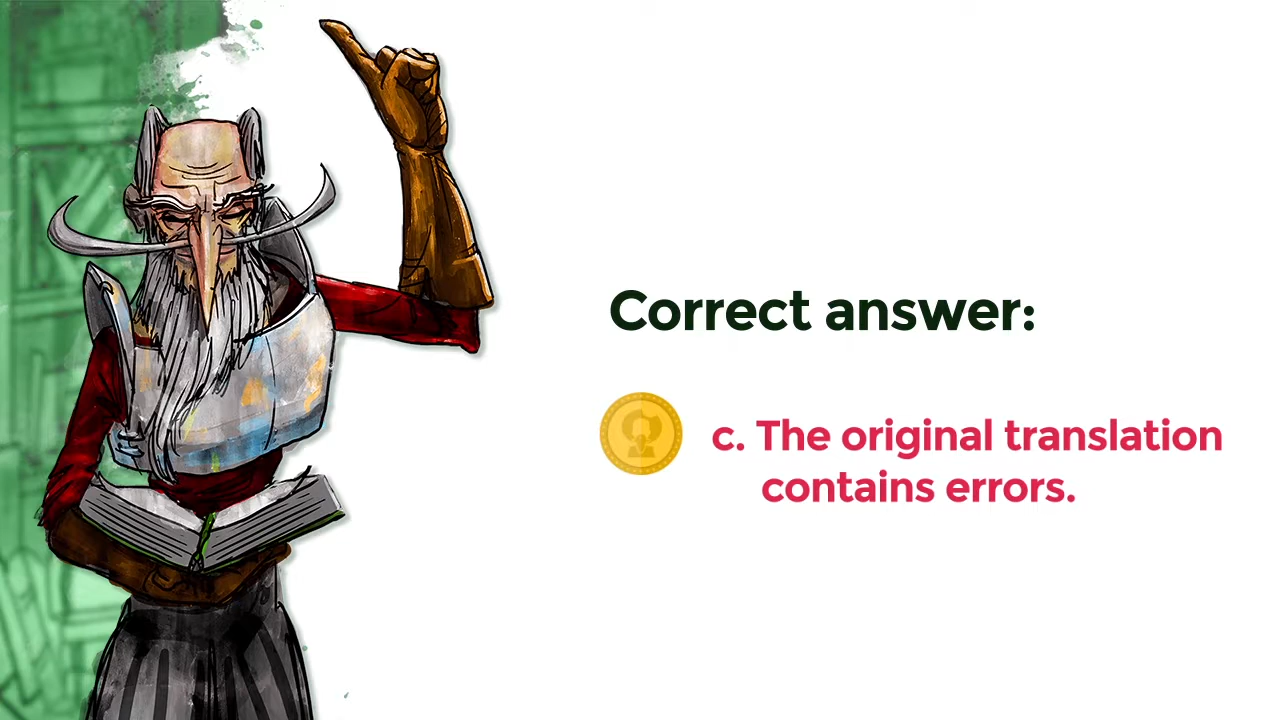 Correct answer:
c. The original translation
contains errors.